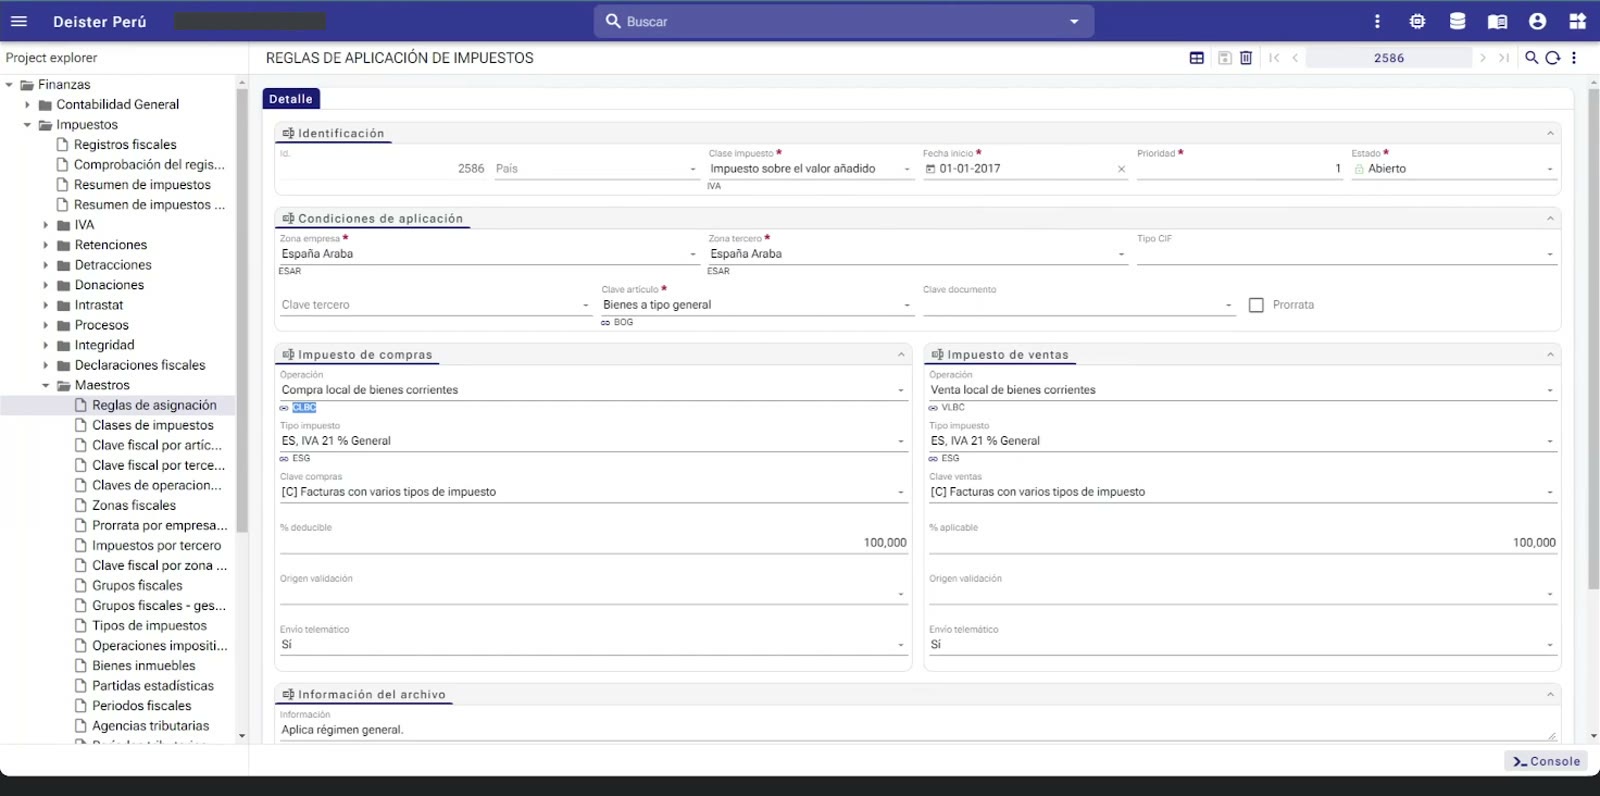 Deister Perú
Buscar
Project explorer
Finanzas
Contabilidad General
Impuestos
Registros fiscales
Comprobación del regis...
Resumen de impuestos
Resumen de impuestos ...
IVA
Retenciones
Detracciones
Donaciones
Intrastat
Procesos
Integridad
Declaraciones fiscales
Maestros
Reglas de asignación
Clases de impuestos
Clave fiscal por artíc...
Clave fiscal por terce...
Claves de operacion...
Zonas fiscales
Prorrata por empresa...
Impuestos por tercero
Clave fiscal por zona ...
Grupos fiscales
Grupos fiscales - ges...
Tipos de impuestos
Operaciones impositi...
Bienes inmuebles
Partidas estadísticas
Periodos fiscales
Agencias tributarias
REGLAS DE APLICACIÓN DE IMPUESTOS
2586
Detalle
Identificación
Id. Clase impuesto * Fecha inicio * Prioridad * Estado *
2586 País Impuesto sobre el valor añadido 01-01-2017 1 Abierto
IVA
Condiciones de aplicación
Zona empresa * Zona tercero * Tipo CIF
España Araba España Araba
ESAR ESAR
Clave artículo * Clave documento
Clave tercero Bienes a tipo general Prorrata
BOG
Impuesto de compras
Operación
Compra local de bienes corrientes
CLBC
Tipo impuesto
ES, IVA 21 % General
ESG
Clave compras
[C] Facturas con varios tipos de impuesto
% deducible
100,000
Origen validación
Envío telemático
Sí
Impuesto de ventas
Operación
Venta local de bienes corrientes
VLBC
Tipo impuesto
ES, IVA 21 % General
ESG
Clave ventas
[C] Facturas con varios tipos de impuesto
% aplicable
100,000
Origen validación
Envío telemático
Sí
Información del archivo
Información
Aplica régimen general.
Console